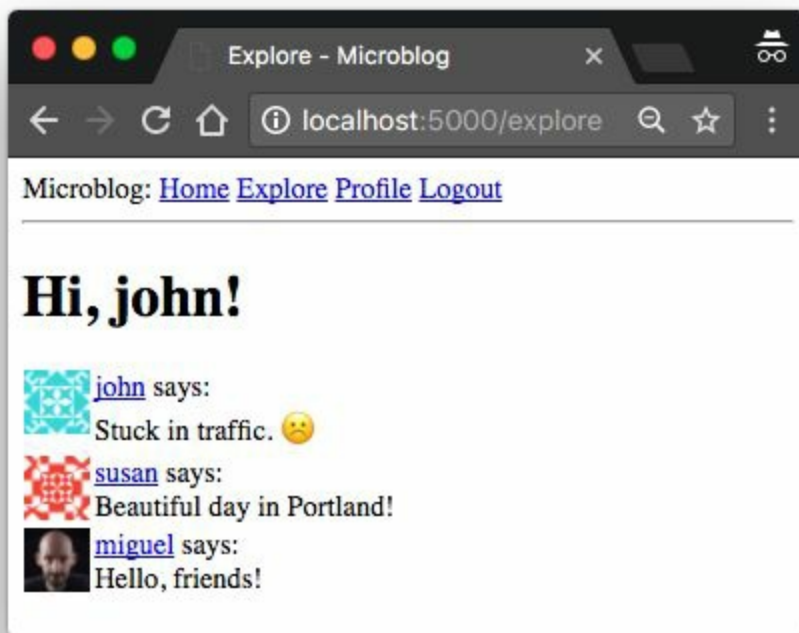 Explore - Microblog
localhost:5000/explore
Microblog: Home Explore Profile Logout
Hi, john!
john says:
Stuck in traffic. ☹️
susan says:
Beautiful day in Portland!
miguel says:
Hello, friends!